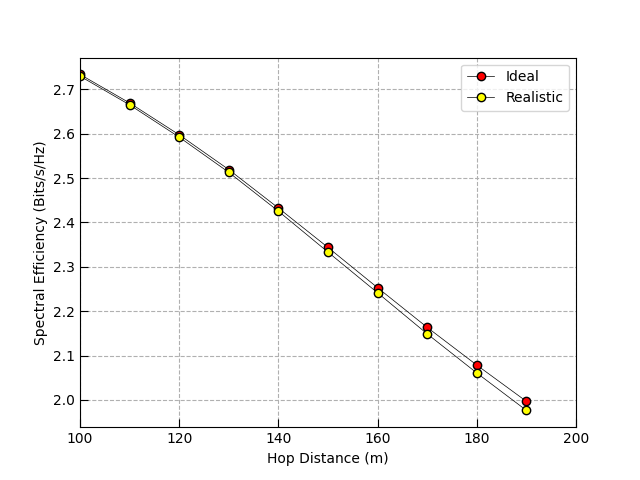 Ideal
Realistic
2.7
2.6
2.5
2.4
2.3
2.2
2.1
2.0
Spectral Efficiency (Bits/s/Hz)
100 120 140 160 180 200
Hop Distance (m)